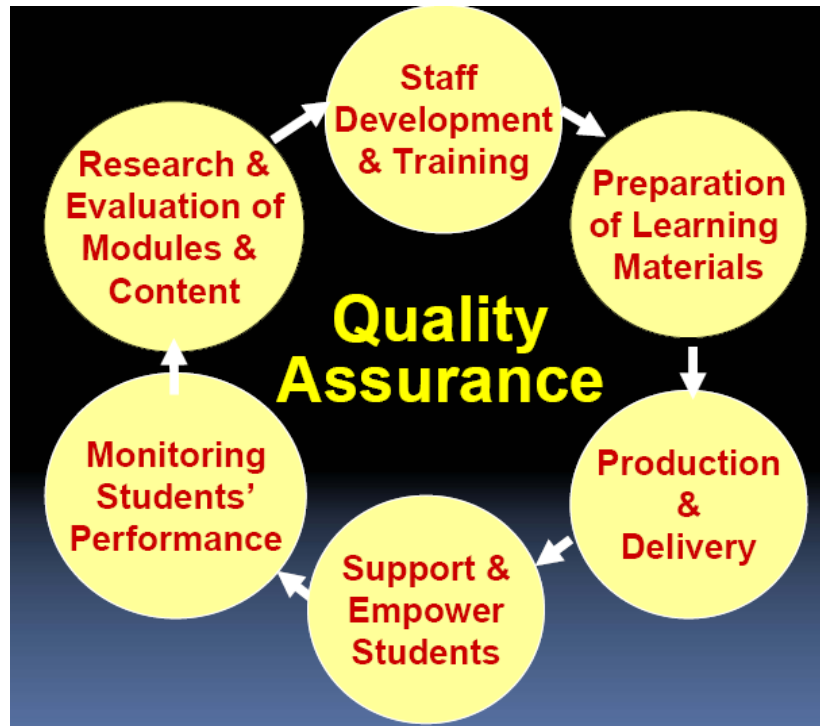 Staff
Development
& Training
Preparation
of Learning
Materials
Production
&
Delivery
Support &
Empower
Students
Monitoring
Students’
Performance
Research &
Evaluation of
Modules &
Content
Quality
Assurance